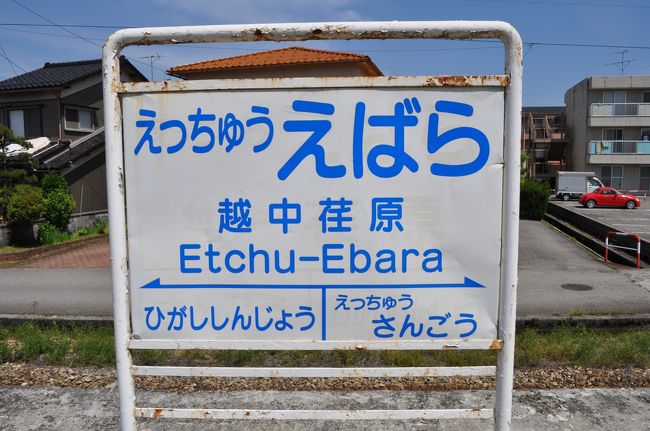 えっちゅう えばら
越中荏原
Etchu-Ebara
ひがししんじょう
えっちゅう
さんごう